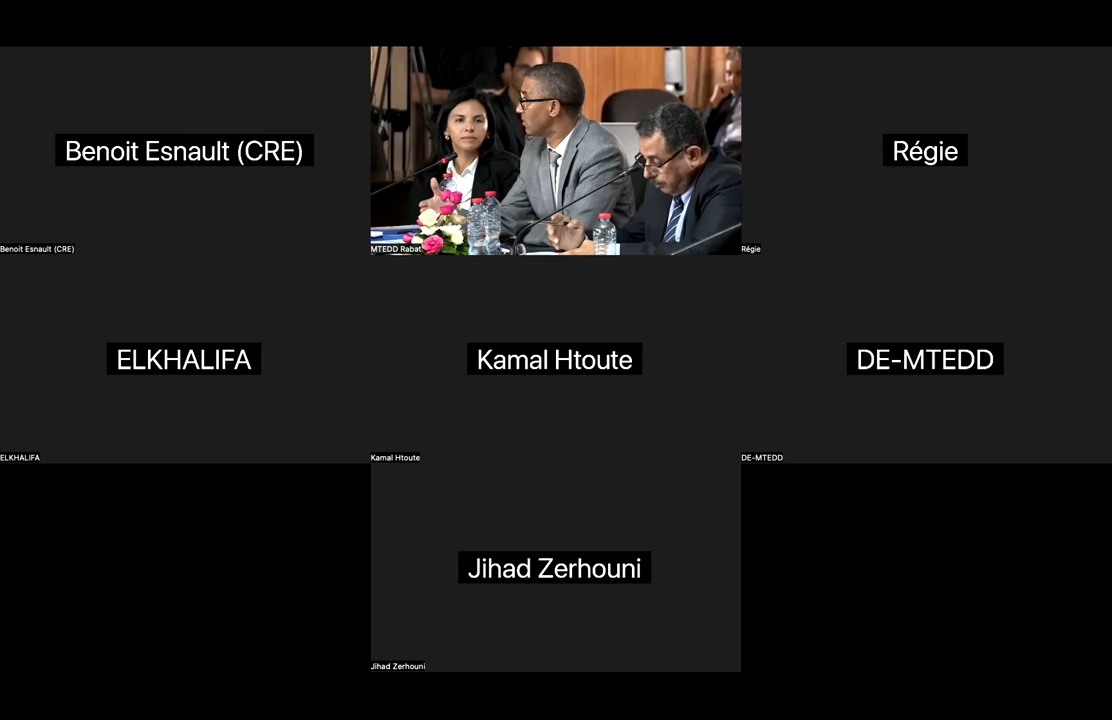 Benoit Esnault (CRE)
Régie
Benoit Esnault (CRE)
MTEDD Rabat
Régie
ELKHALIFA
Kamal Htoute
DE-MTEDD
ELKHALIFA
Kamal Htoute
DE-MTEDD
Jihad Zerhouni
Jihad Zerhouni